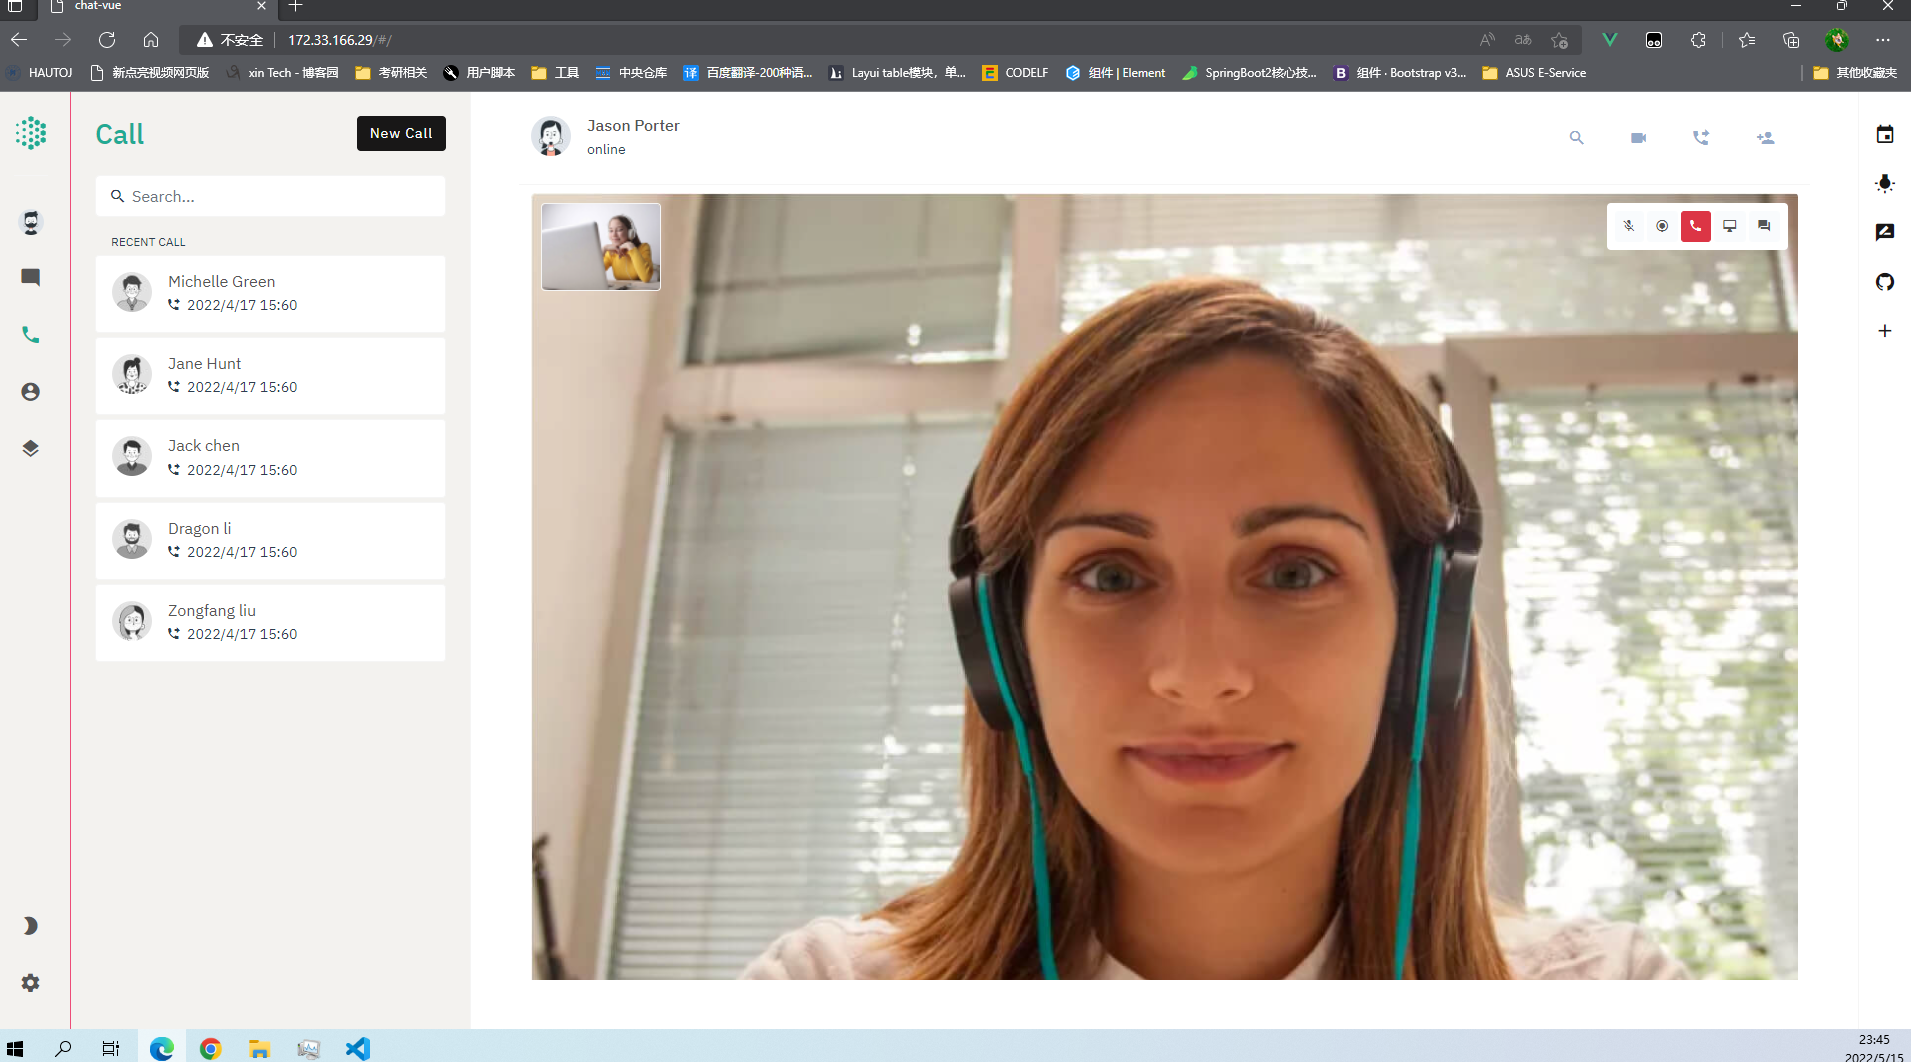 chat-vue
不安全
172.33.166.29/#/
HAUTOJ
新点亮视频网页版
xin Tech - 博客园
考研相关
用户脚本
工具
中央仓库
译 百度翻译-200种语...
Layui table模块，单...
CODELF
组件 | Element
SpringBoot2核心技...
B 组件 · Bootstrap v3...
ASUS E-Service
其他收藏夹
Call
New Call
Search...
RECENT CALL
Michelle Green
2022/4/17 15:60
Jane Hunt
2022/4/17 15:60
Jack chen
2022/4/17 15:60
Dragon li
2022/4/17 15:60
Zongfang liu
2022/4/17 15:60
Jason Porter
online
23:45
2022/5/15